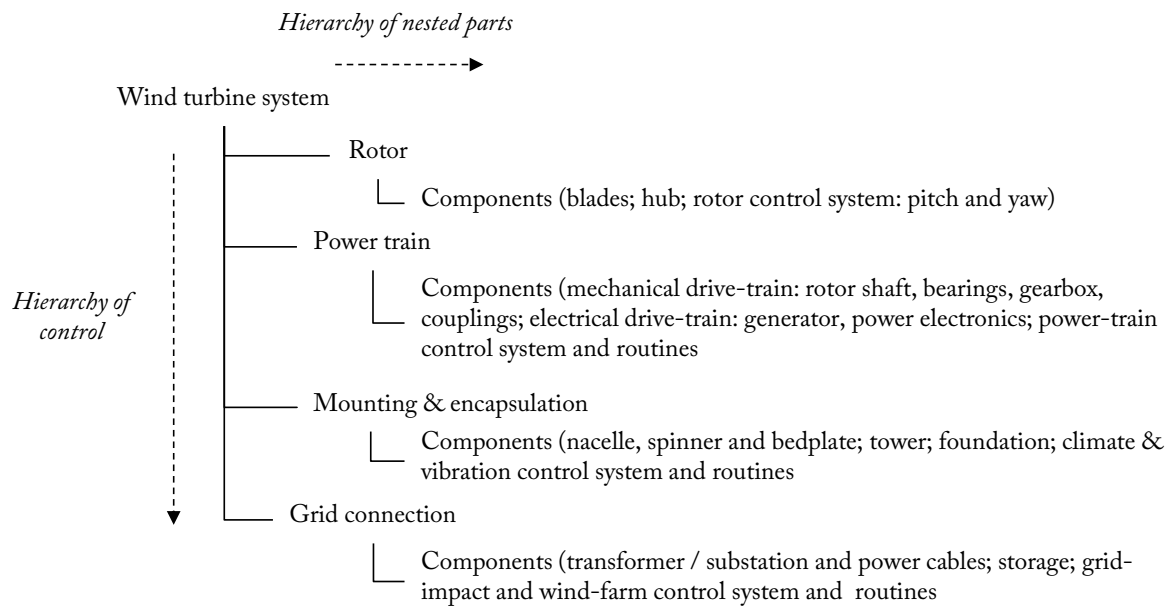 Hierarchy of nested parts
Wind turbine system
Rotor
Components (blades; hub; rotor control system: pitch and yaw)
Power train
Components (mechanical drive-train: rotor shaft, bearings, gearbox,
couplings; electrical drive-train: generator, power electronics; power-train
control system and routines
Hierarchy of
control
Mounting & encapsulation
Components (nacelle, spinner and bedplate; tower; foundation; climate &
vibration control system and routines
Grid connection
Components (transformer / substation and power cables; storage; grid-
impact and wind-farm control system and  routines